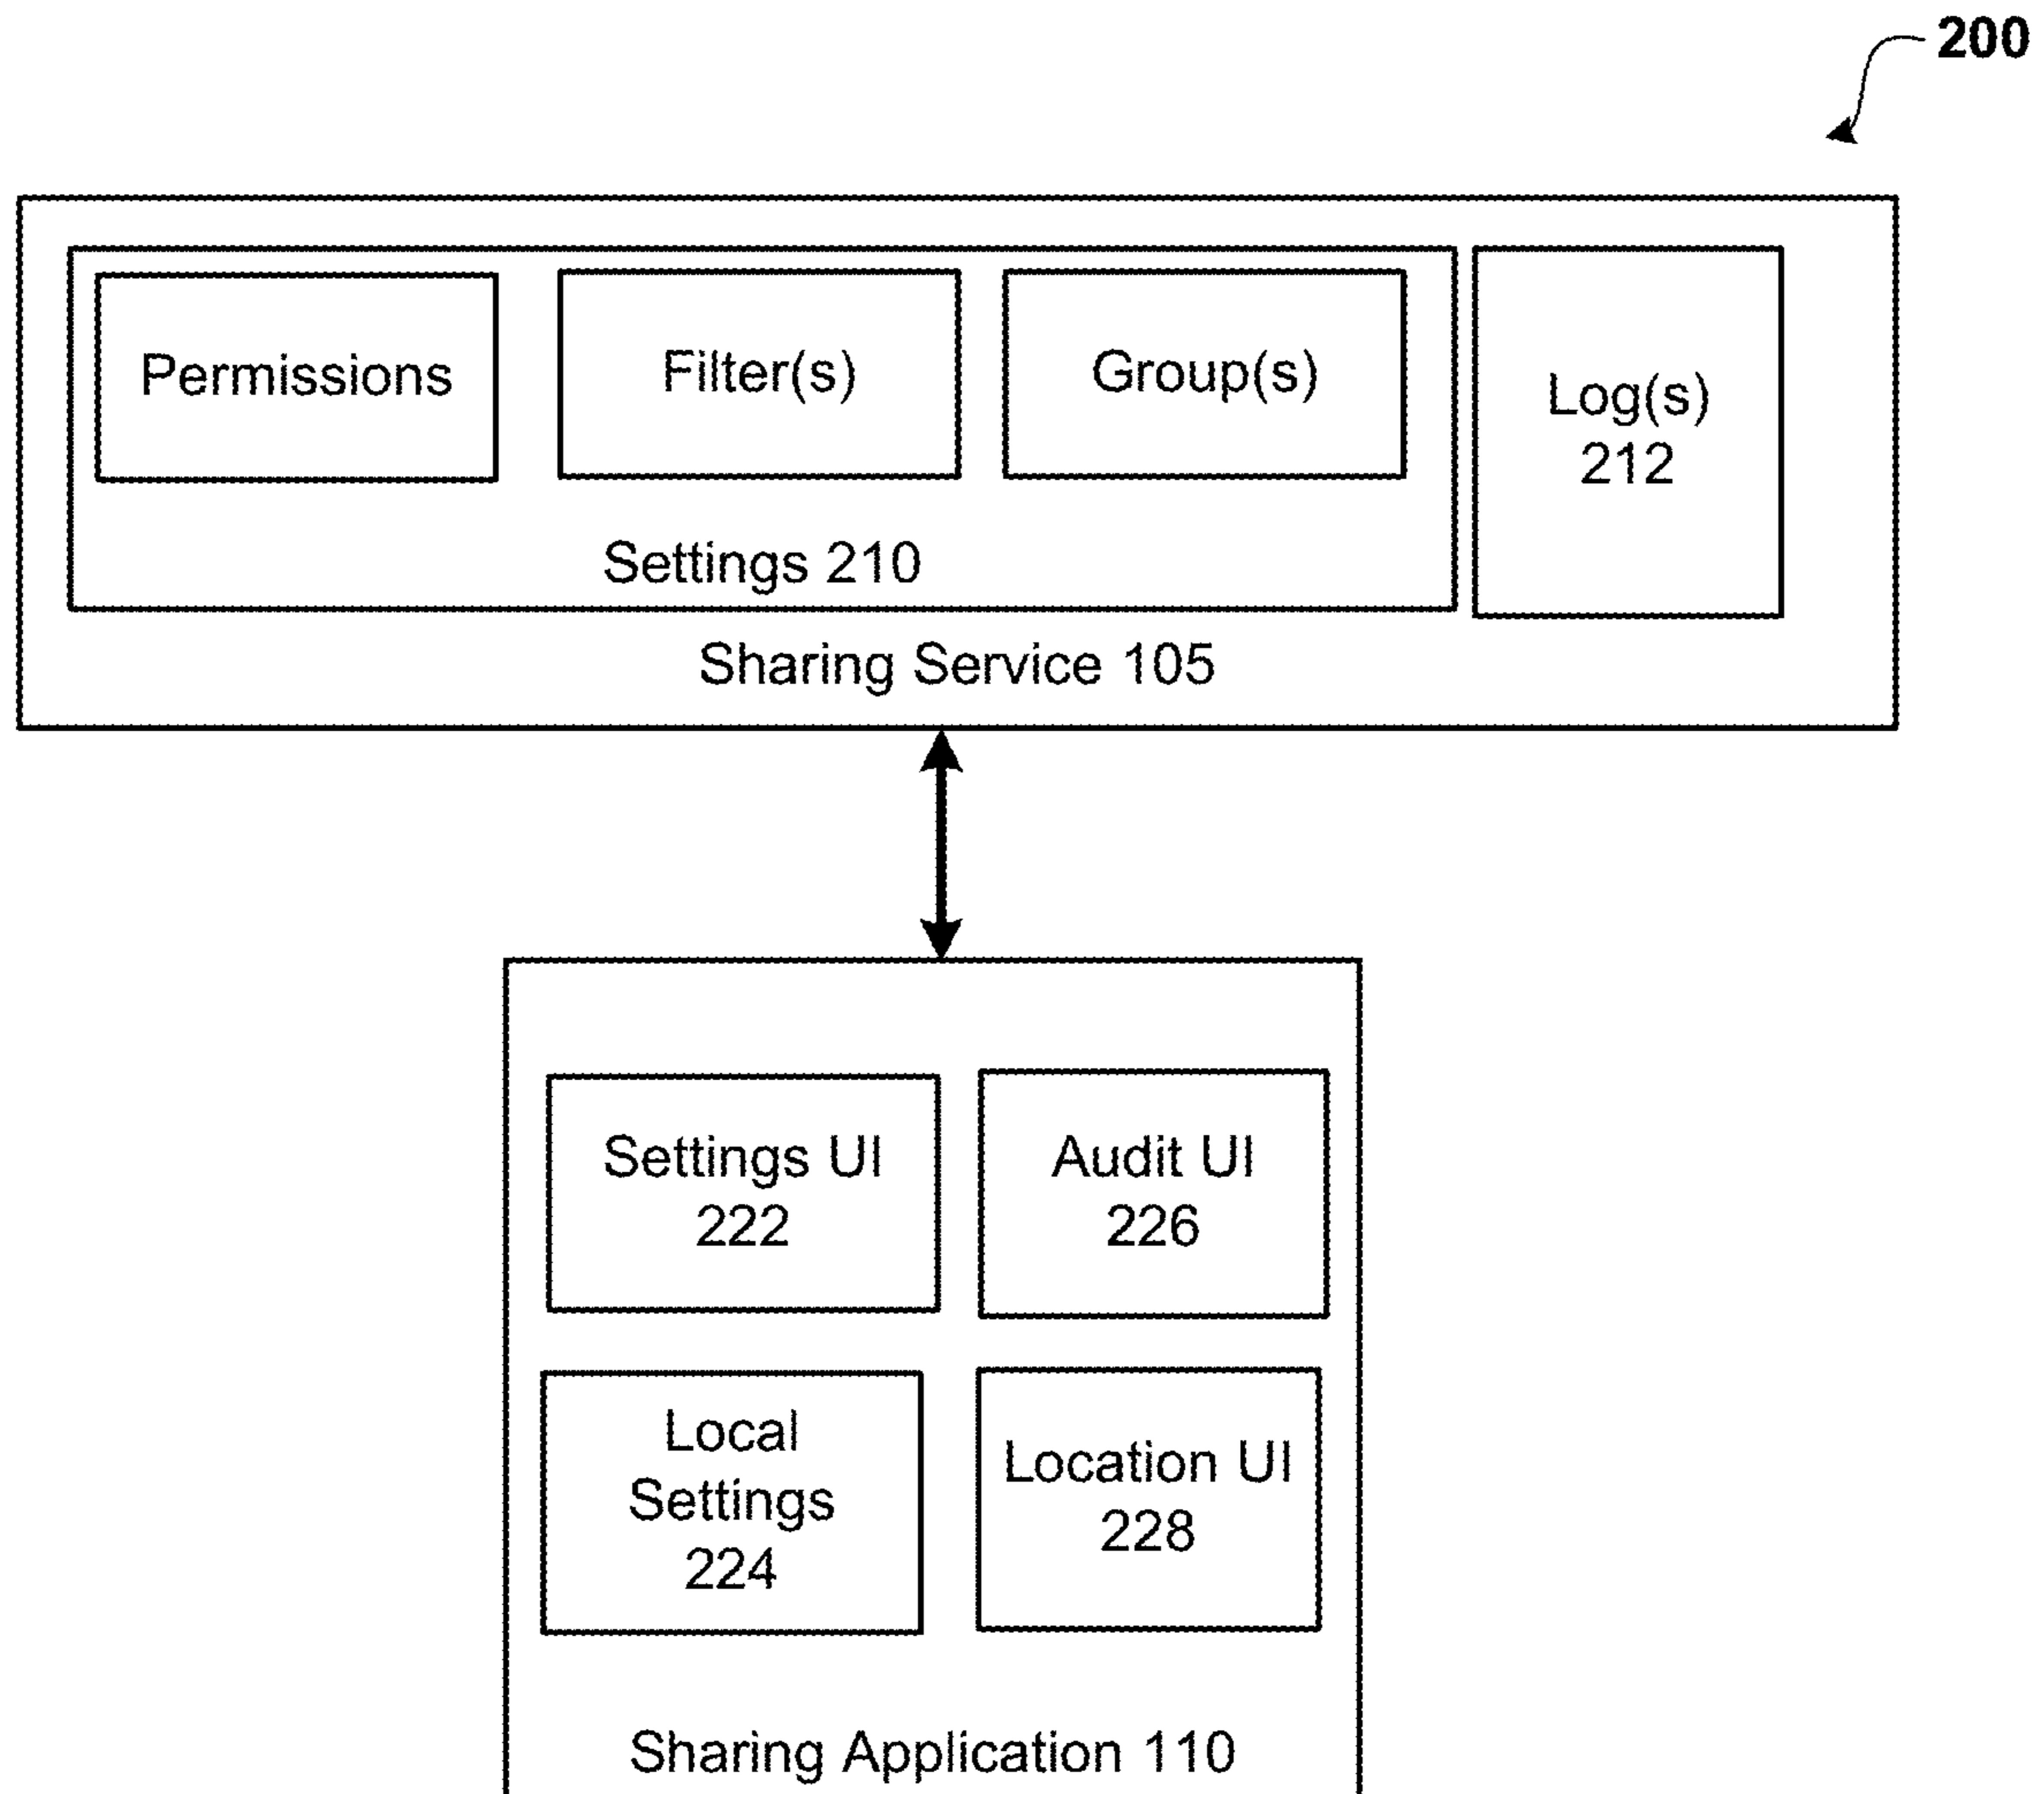 200
Permissions
Filter(s)
Group(s)
Log(s)
212
Settings 210
Sharing Service 105
Settings UI
222
Audit UI
226
Local
Settings
224
Location UI
228
Sharing Application 110